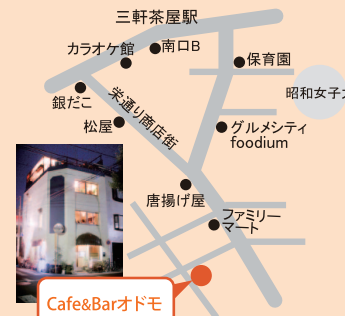 三軒茶屋駅
カラオケ館
南口B
保育園
銀だこ
栄通り商店街
昭和女子大
松屋
グルメシティ
foodium
唐揚げ屋
ファミリー
マート
Cafe&Barオドモ